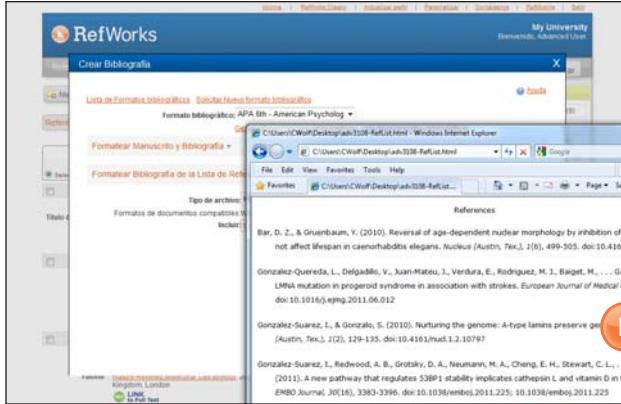 Home | RefWorks Classic | Actualizar perfil | Personalizar | Contáctenos | RefMobile | Salir
RefWorks
My University
Bienvenido, Advanced User
Crear Bibliografía X
Ayuda
Lista de Formatos bibliográficos Solicitar Nuevo formato bibliográfico
Formato bibliográfico: APA 6th - American Psycholog
Formatear Manuscrito y Bibliografía
Formatear Bibliografía de la Lista de Refe
Tipo de archivo:
Formatos de documentos compatibles W
Incluir:
Título d
C:\Users\CWolf\Desktop\adv3108-RefList.html - Windows Internet Explorer
C:\Users\CWolf\Desktop\adv3108-RefList.html
Google
File Edit View Favorites Tools Help
Favorites C:\Users\CWolf\Desktop\adv3108-RefList....
Page
References
Bar, D. Z., & Gruenbaum, Y. (2010). Reversal of age-dependent nuclear morphology by inhibition of
not affect lifespan in caenorhabditis elegans. Nucleus (Austin, Tex.), 1(6), 499-505. doi:10.416
Gonzalez-Quereda, L., Delgadillo, V., Juan-Mateu, J., Verdura, E., Rodriguez, M. J., Baiget, M., . . . Ga
LMNA mutation in progeroid syndrome in association with strokes. European Journal of Medical
doi:10.1016/j.ejmg.2011.06.012
Gonzalez-Suarez, I., & Gonzalo, S. (2010). Nurturing the genome: A-type lamins preserve gen
(Austin, Tex.), 1(2), 129-135. doi:10.4161/nucl.1.2.10797
Gonzalez-Suarez, I., Redwood, A. B., Grotsky, D. A., Neumann, M. A., Cheng, E. H., Stewart, C. L., .
(2011). A new pathway that regulates 53BP1 stability implicates cathepsin L and vitamin D in
EMBO Journal, 30(16), 3383-3396. doi:10.1038/emboj.2011.225; 10.1038/emboj.2011.225
Kingdom, London
LINK
to Full Text